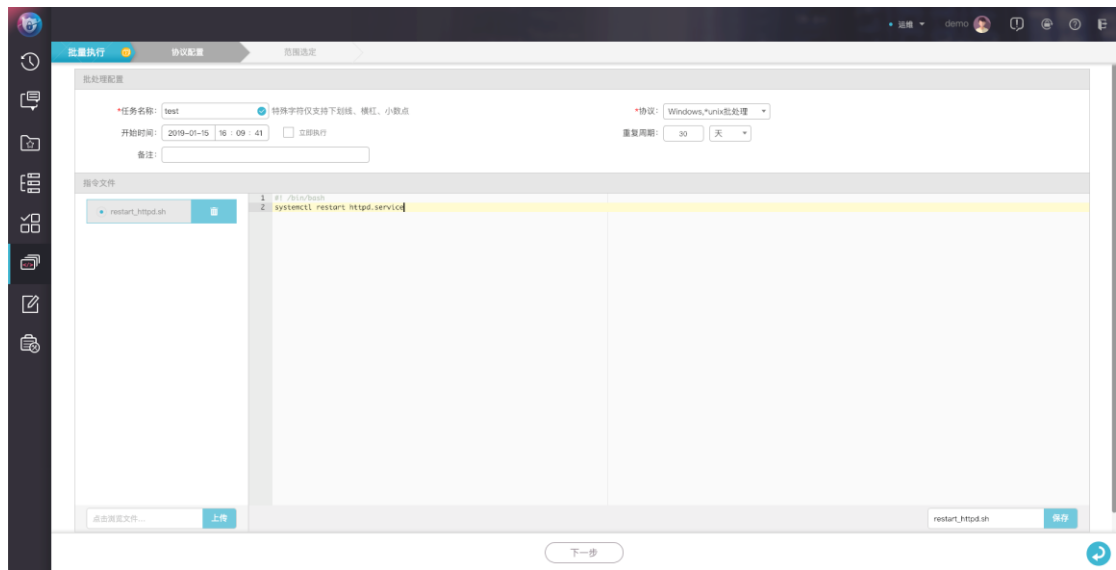 运维 demo
批量执行 协议配置 范围选定
批处理配置
*任务名称: test 特殊字符仅支持下划线、横杠、小数点 *协议: Windows,*unix批处理
开始时间: 2019-01-15 16 : 09 : 41 立即执行 重复周期: 30 天
备注:
指令文件
restart_httpd.sh
1 #! /bin/bash
2 systemctl restart httpd.service
点击浏览文件... 上传 restart_httpd.sh 保存
下一步